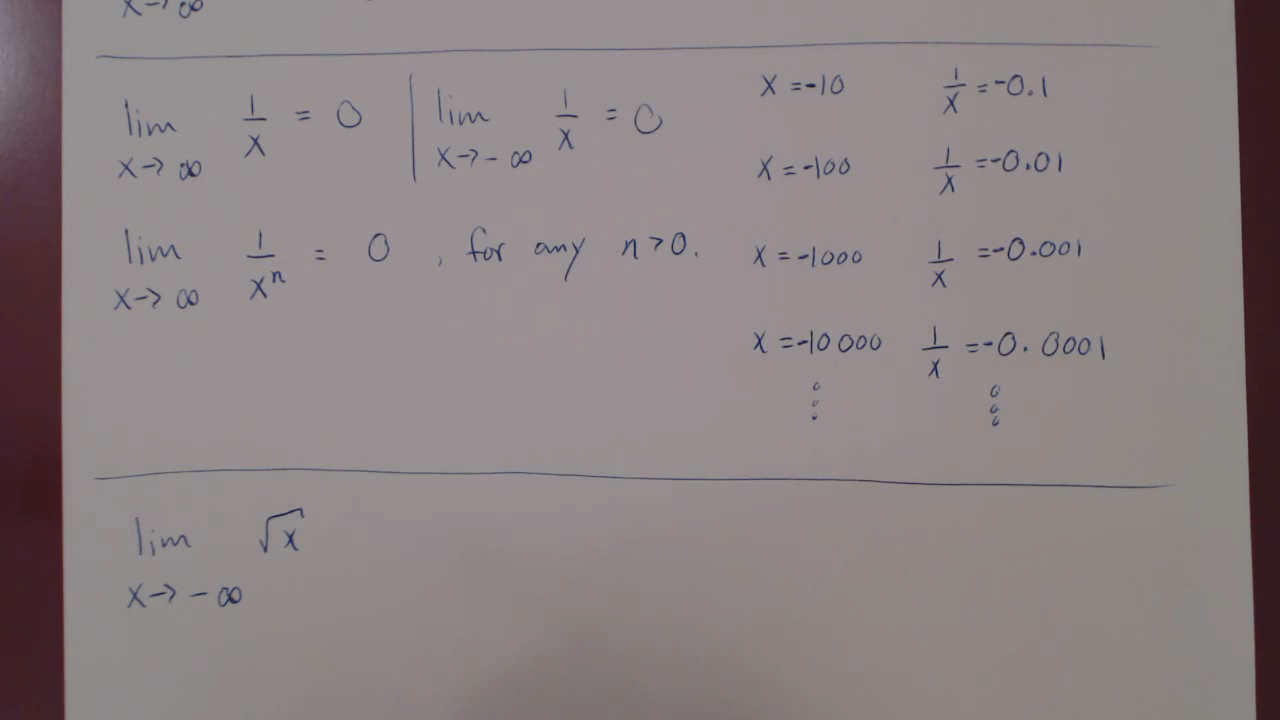 x→∞
lim x→∞ 1/x = 0 | lim x→-∞ 1/x = 0
lim x→∞ 1/xⁿ = 0 , for any n>0.
x = -10 1/x = -0.1
x = -100 1/x = -0.01
x = -1000 1/x = -0.001
x = -10 000 1/x = -0.0001
⋮ ⋮
lim x→-∞ √x